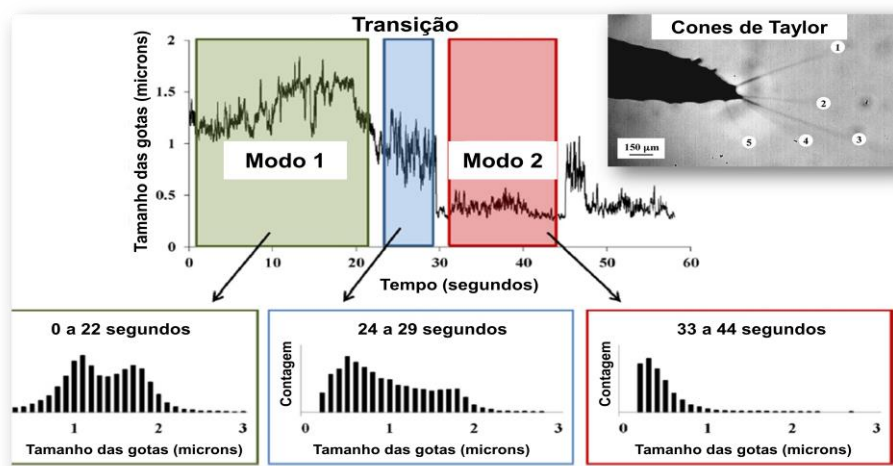 Transição
Cones de Taylor
Tamanho das gotas (microns)
2
1.5
1
0.5
0
Modo 1
Modo 2
0
10
20
30
40
50
60
Tempo (segundos)
1
2
3
4
5
150 µm
0 a 22 segundos
1
2
3
Tamanho das gotas (microns)
24 a 29 segundos
Contagem
0
1
2
3
Tamanho das gotas (microns)
33 a 44 segundos
Contagem
0
1
2
3
Tamanho das gotas (microns)